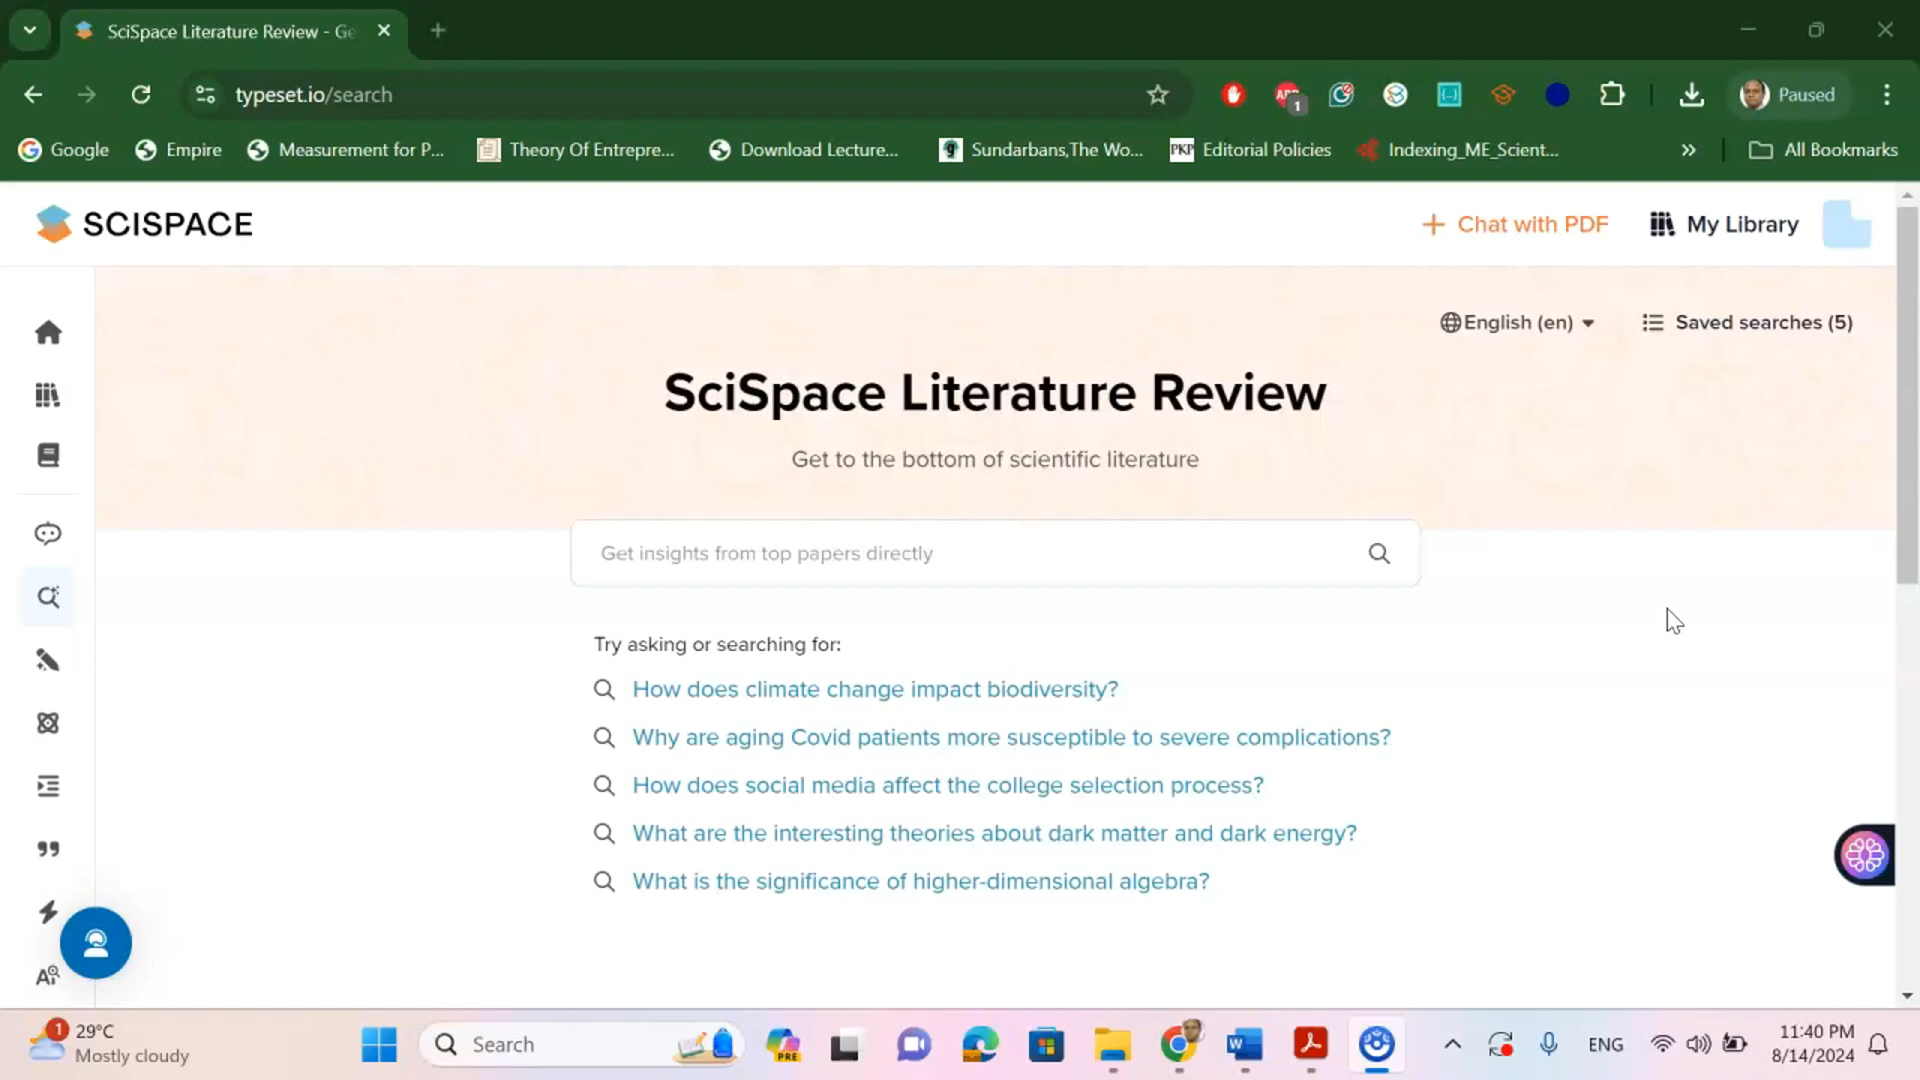 SciSpace Literature Review - Ge
typeset.io/search
1
Paused
Google
Empire
Measurement for P...
Theory Of Entrepre...
Download Lecture...
Sundarbans,The Wo...
PKP Editorial Policies
Indexing_ME_Scient...
All Bookmarks
SCISPACE
Chat with PDF
My Library
English (en)
Saved searches (5)
SciSpace Literature Review
Get to the bottom of scientific literature
Get insights from top papers directly
Try asking or searching for:
How does climate change impact biodiversity?
Why are aging Covid patients more susceptible to severe complications?
How does social media affect the college selection process?
What are the interesting theories about dark matter and dark energy?
What is the significance of higher-dimensional algebra?
1
29°C
Mostly cloudy
Search
PRE
ENG
11:40 PM
8/14/2024